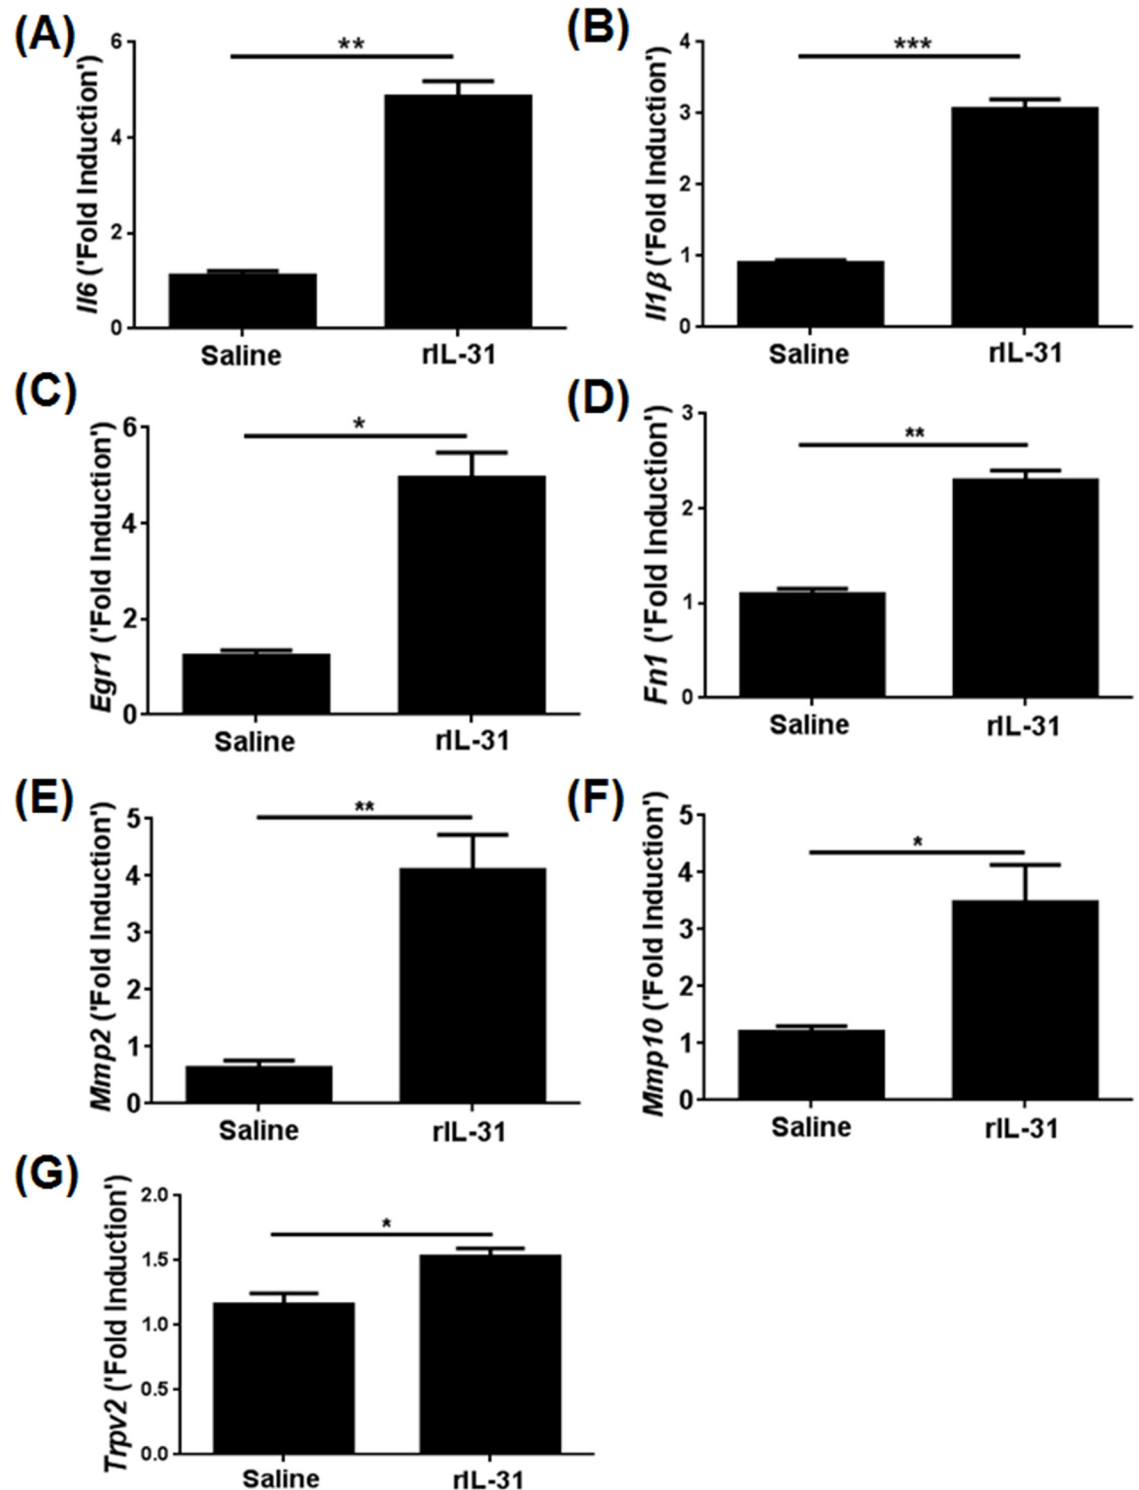 (A)
Il6 ('Fold Induction')
6
4
2
0
**
Saline
rIL-31
(B)
Il1β ('Fold Induction')
4
3
2
1
0
***
Saline
rIL-31
(C)
Egr1 ('Fold Induction')
6
4
2
0
*
Saline
rIL-31
(D)
Fn1 ('Fold Induction')
3
2
1
0
**
Saline
rIL-31
(E)
Mmp2 ('Fold Induction')
5
4
3
2
1
0
**
Saline
rIL-31
(F)
Mmp10 ('Fold Induction')
5
4
3
2
1
0
*
Saline
rIL-31
(G)
Trpv2 ('Fold Induction')
2.0
1.5
1.0
0.5
0.0
*
Saline
rIL-31